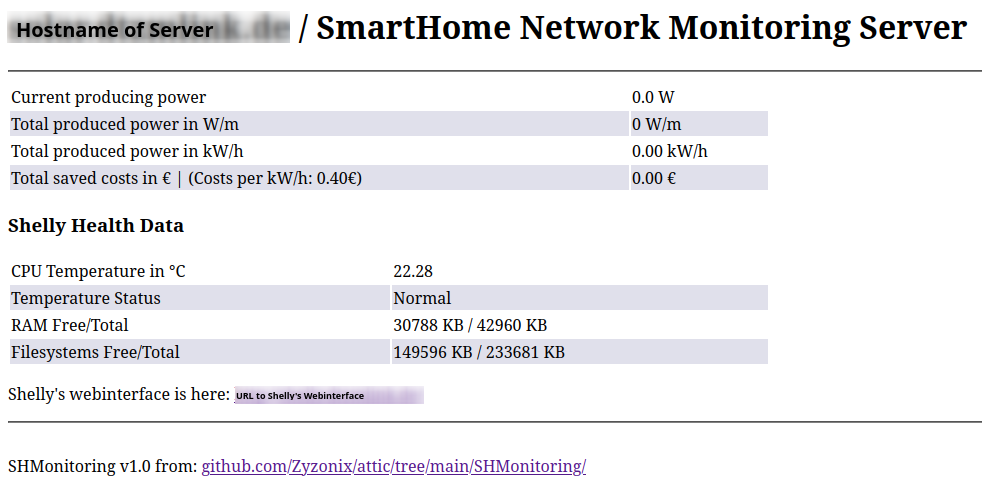 Hostname of Server / SmartHome Network Monitoring Server
Current producing power 0.0 W
Total produced power in W/m 0 W/m
Total produced power in kW/h 0.00 kW/h
Total saved costs in € | (Costs per kW/h: 0.40€) 0.00 €
Shelly Health Data
CPU Temperature in °C 22.28
Temperature Status Normal
RAM Free/Total 30788 KB / 42960 KB
Filesystems Free/Total 149596 KB / 233681 KB
Shelly's webinterface is here: URL to Shelly's Webinterface
SHMonitoring v1.0 from: github.com/Zyzonix/attic/tree/main/SHMonitoring/